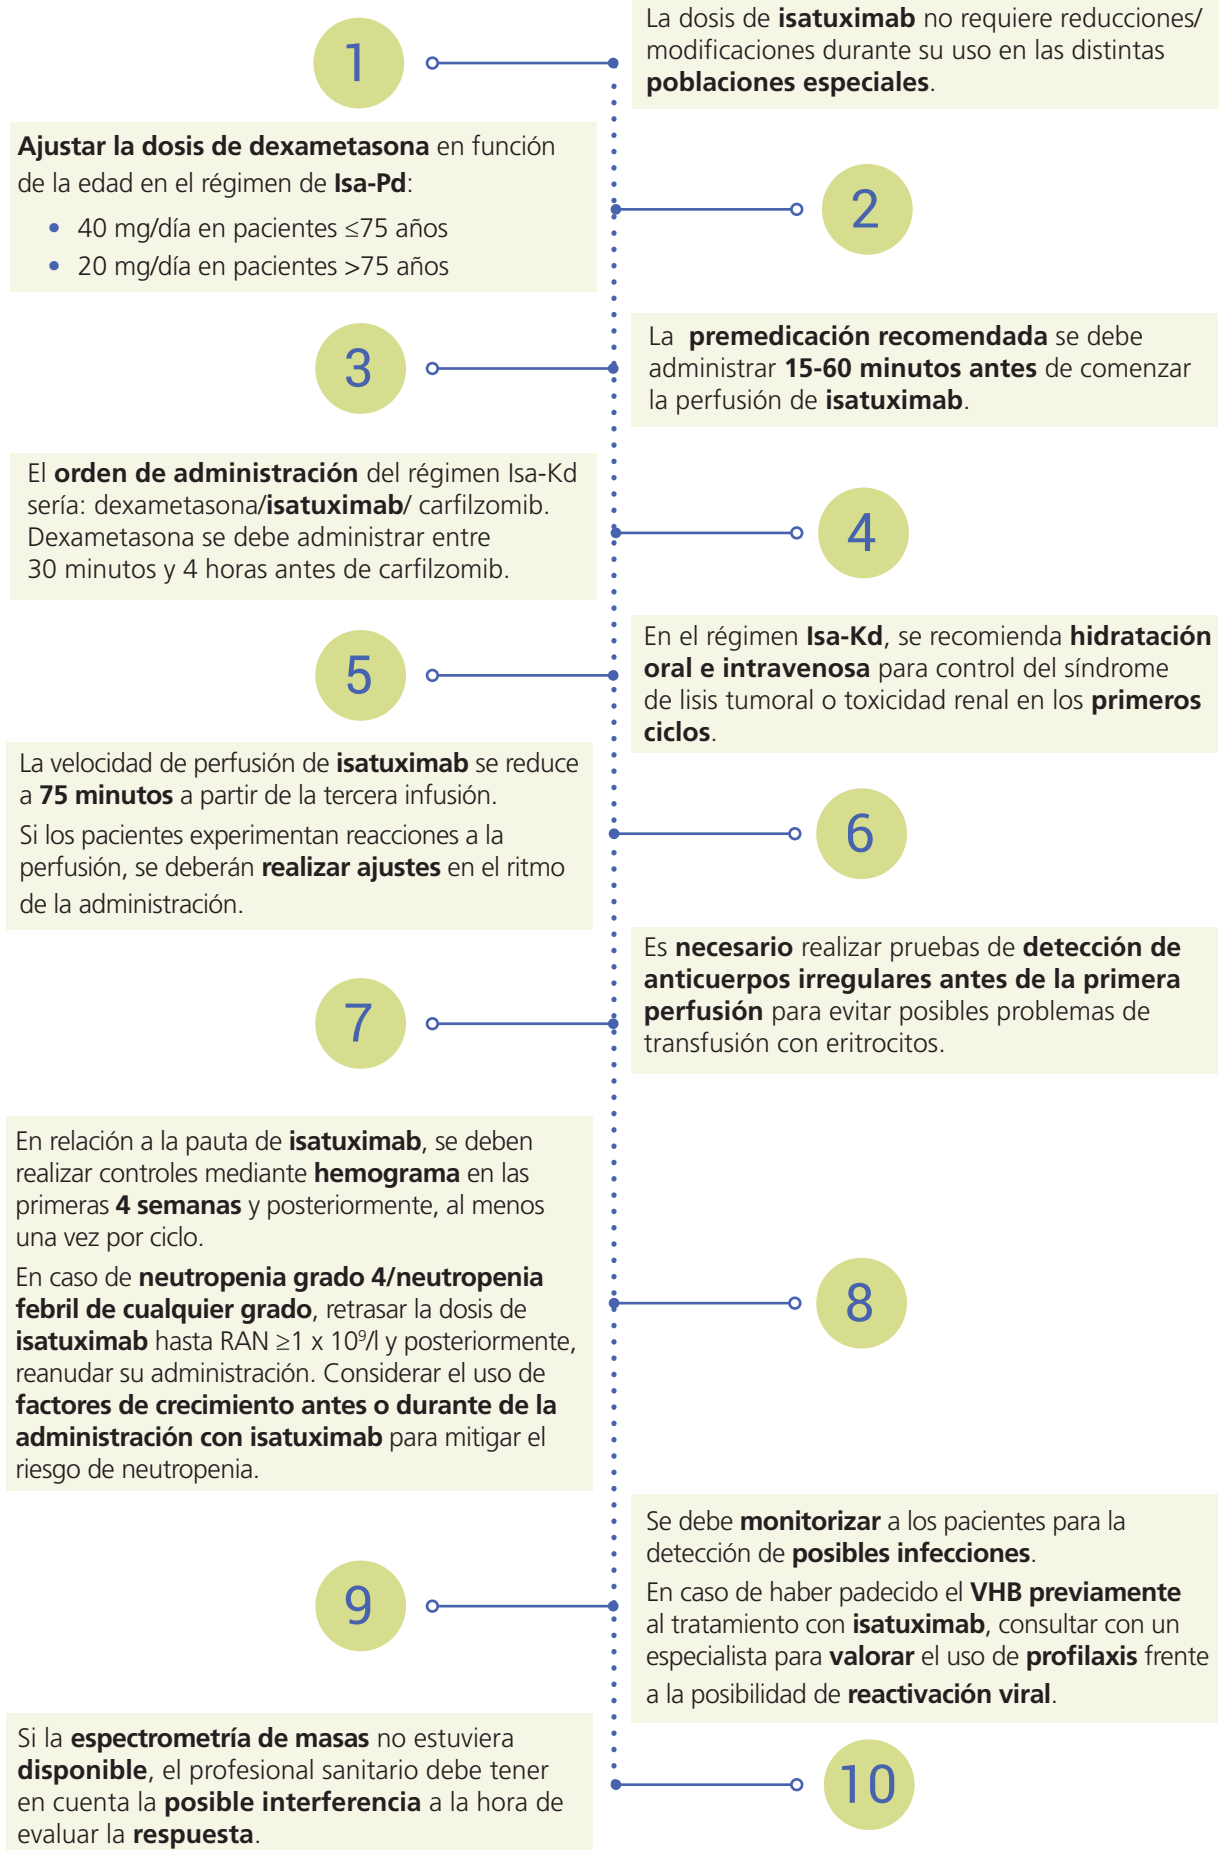 1
La dosis de isatuximab no requiere reducciones/
modificaciones durante su uso en las distintas
poblaciones especiales.
Ajustar la dosis de dexametasona en función
de la edad en el régimen de Isa-Pd:
• 40 mg/día en pacientes ≤75 años
• 20 mg/día en pacientes >75 años
2
3
La premedicación recomendada se debe
administrar 15-60 minutos antes de comenzar
la perfusión de isatuximab.
El orden de administración del régimen Isa-Kd
sería: dexametasona/isatuximab/ carfilzomib.
Dexametasona se debe administrar entre
30 minutos y 4 horas antes de carfilzomib.
4
5
En el régimen Isa-Kd, se recomienda hidratación
oral e intravenosa para control del síndrome
de lisis tumoral o toxicidad renal en los primeros
ciclos.
La velocidad de perfusión de isatuximab se reduce
a 75 minutos a partir de la tercera infusión.
Si los pacientes experimentan reacciones a la
perfusión, se deberán realizar ajustes en el ritmo
de la administración.
6
7
Es necesario realizar pruebas de detección de
anticuerpos irregulares antes de la primera
perfusión para evitar posibles problemas de
transfusión con eritrocitos.
En relación a la pauta de isatuximab, se deben
realizar controles mediante hemograma en las
primeras 4 semanas y posteriormente, al menos
una vez por ciclo.
En caso de neutropenia grado 4/neutropenia
febril de cualquier grado, retrasar la dosis de
isatuximab hasta RAN ≥1 x 10⁹/l y posteriormente,
reanudar su administración. Considerar el uso de
factores de crecimiento antes o durante de la
administración con isatuximab para mitigar el
riesgo de neutropenia.
8
9
Se debe monitorizar a los pacientes para la
detección de posibles infecciones.
En caso de haber padecido el VHB previamente
al tratamiento con isatuximab, consultar con un
especialista para valorar el uso de profilaxis frente
a la posibilidad de reactivación viral.
Si la espectrometría de masas no estuviera
disponible, el profesional sanitario debe tener
en cuenta la posible interferencia a la hora de
evaluar la respuesta.
10